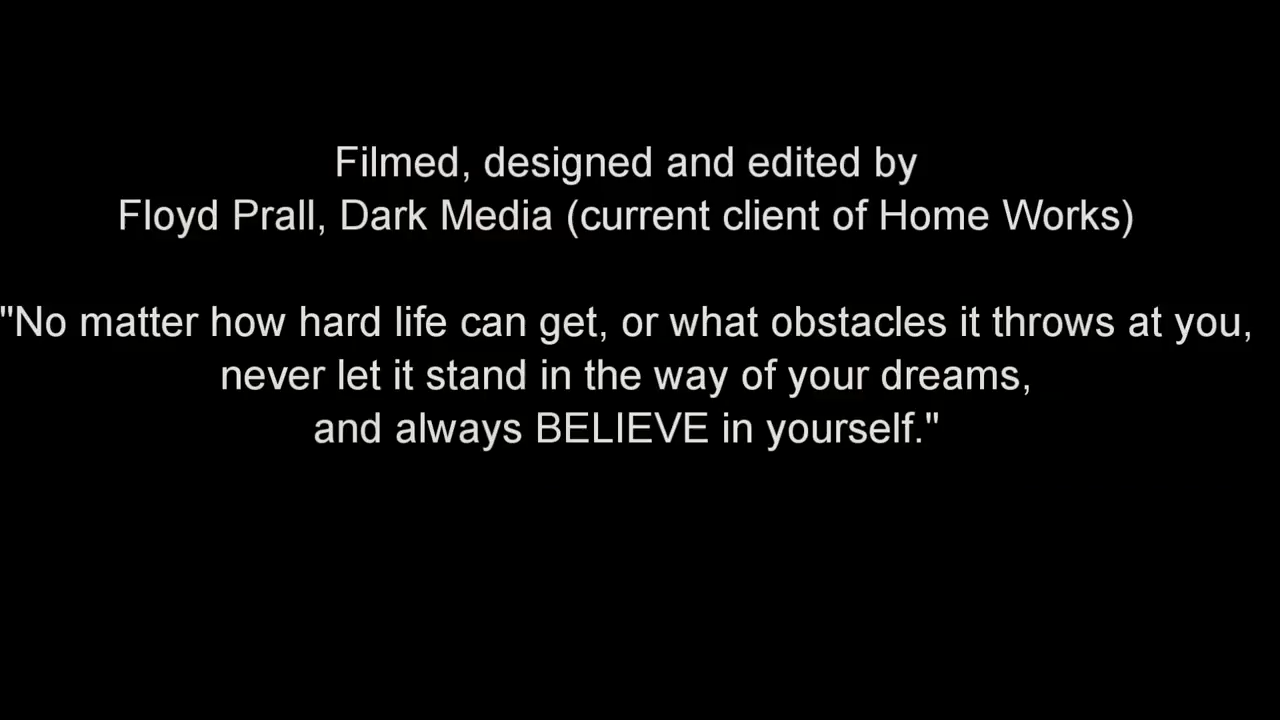 Filmed, designed and edited by
Floyd Prall, Dark Media (current client of Home Works)
"No matter how hard life can get, or what obstacles it throws at you,
never let it stand in the way of your dreams,
and always BELIEVE in yourself."